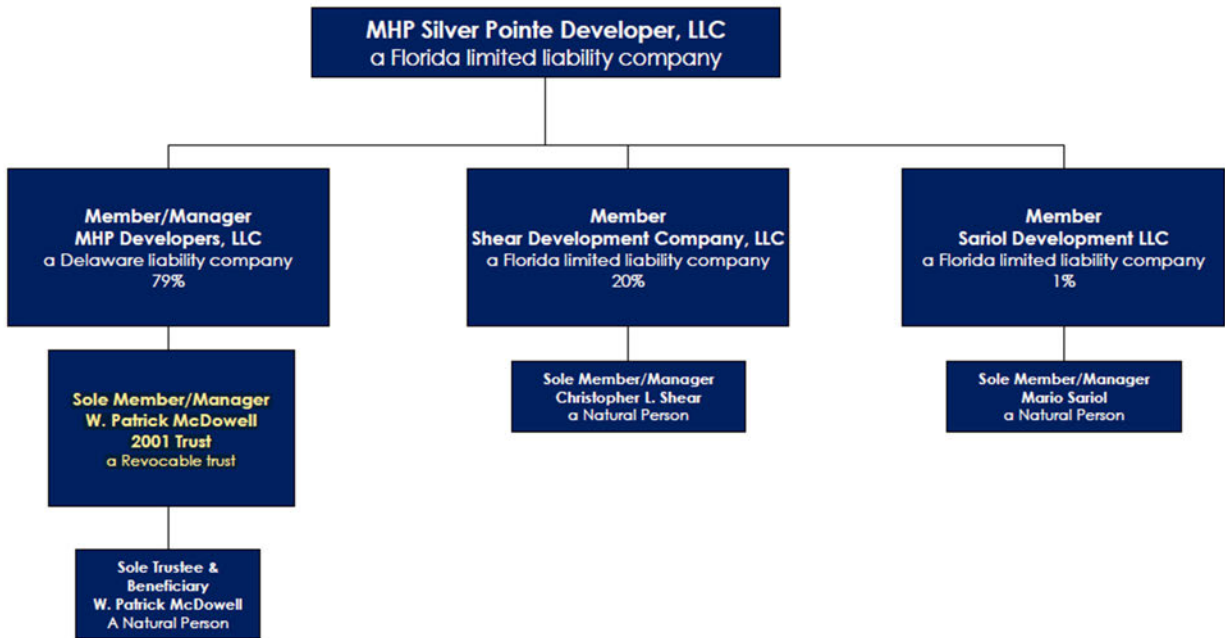 MHP Silver Pointe Developer, LLC
a Florida limited liability company
Member/Manager
MHP Developers, LLC
a Delaware liability company
79%
Member
Shear Development Company, LLC
a Florida limited liability company
20%
Member
Sariol Development LLC
a Florida limited liability company
1%
Sole Member/Manager
W. Patrick McDowell
2001 Trust
a Revocable trust
Sole Member/Manager
Christopher L. Shear
a Natural Person
Sole Member/Manager
Mario Sariol
a Natural Person
Sole Trustee &
Beneficiary
W. Patrick McDowell
A Natural Person